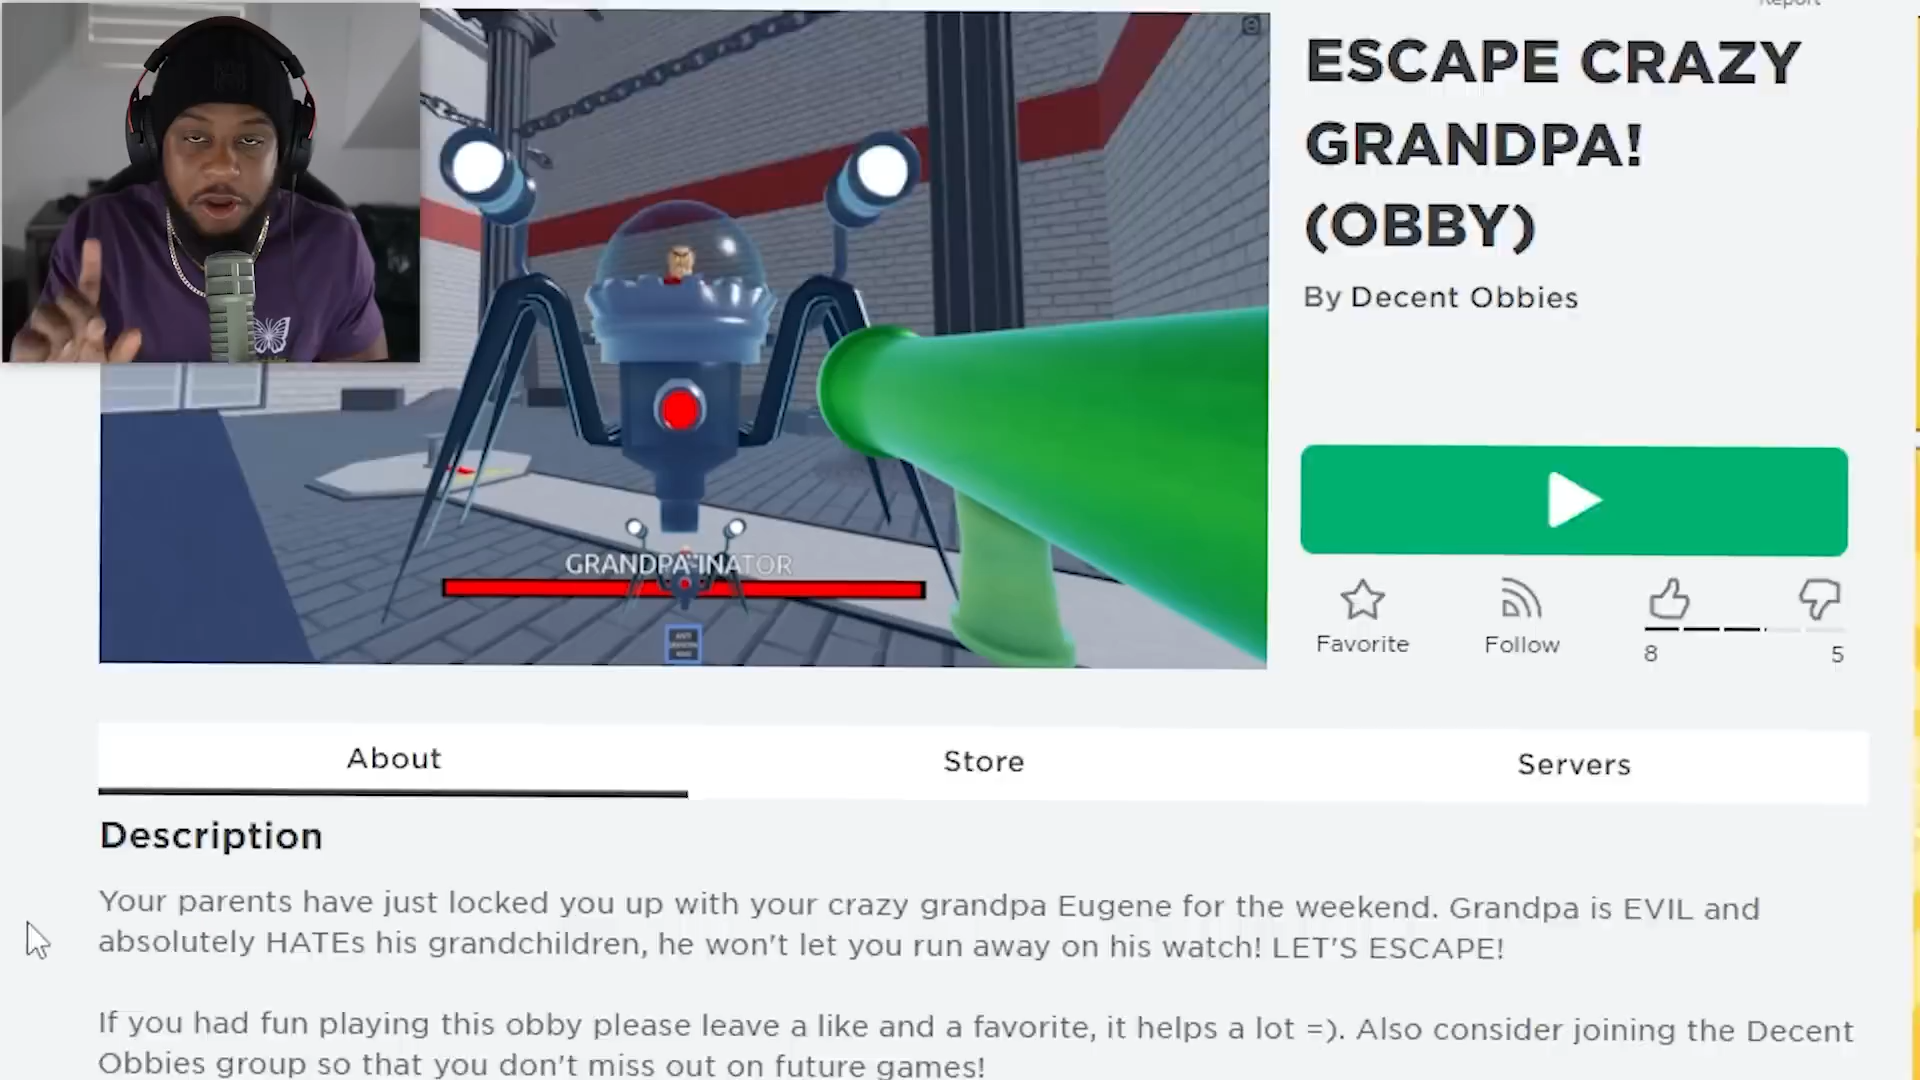 Report
ESCAPE CRAZY
GRANDPA!
(OBBY)
By Decent Obbies
GRANDPA-INATOR
Favorite
Follow
8
5
About
Store
Servers
Description
Your parents have just locked you up with your crazy grandpa Eugene for the weekend. Grandpa is EVIL and
absolutely HATEs his grandchildren, he won't let you run away on his watch! LET'S ESCAPE!
If you had fun playing this obby please leave a like and a favorite, it helps a lot =). Also consider joining the Decent
Obbies group so that you don't miss out on future games!